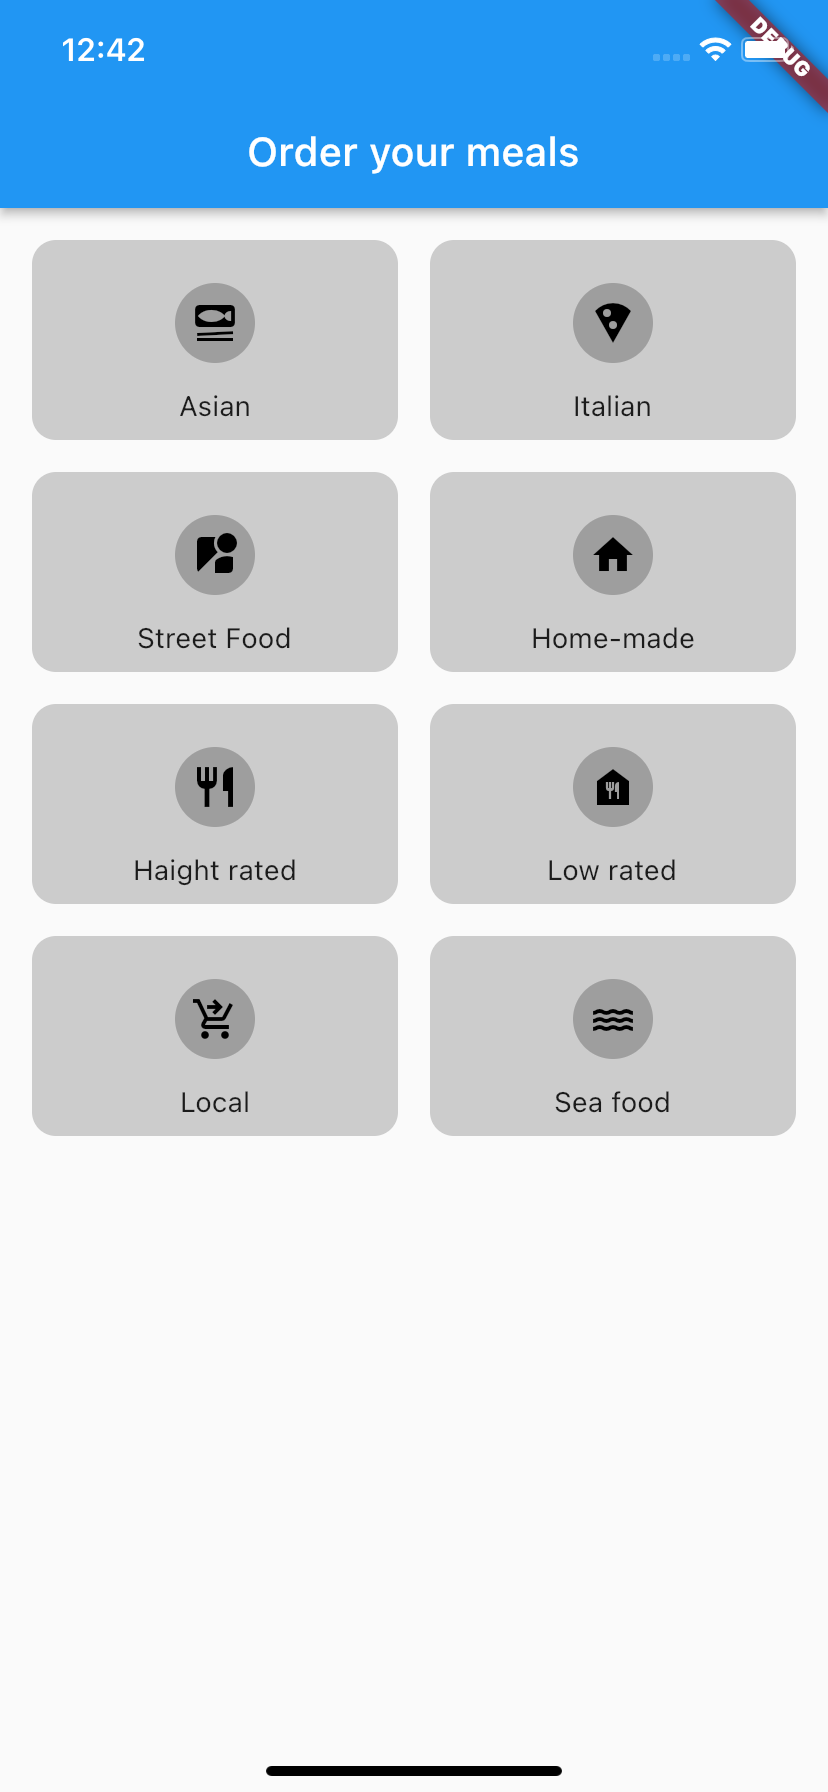 12:42
DEBUG
Order your meals
Asian
Italian
Street Food
Home-made
Haight rated
Low rated
Local
Sea food